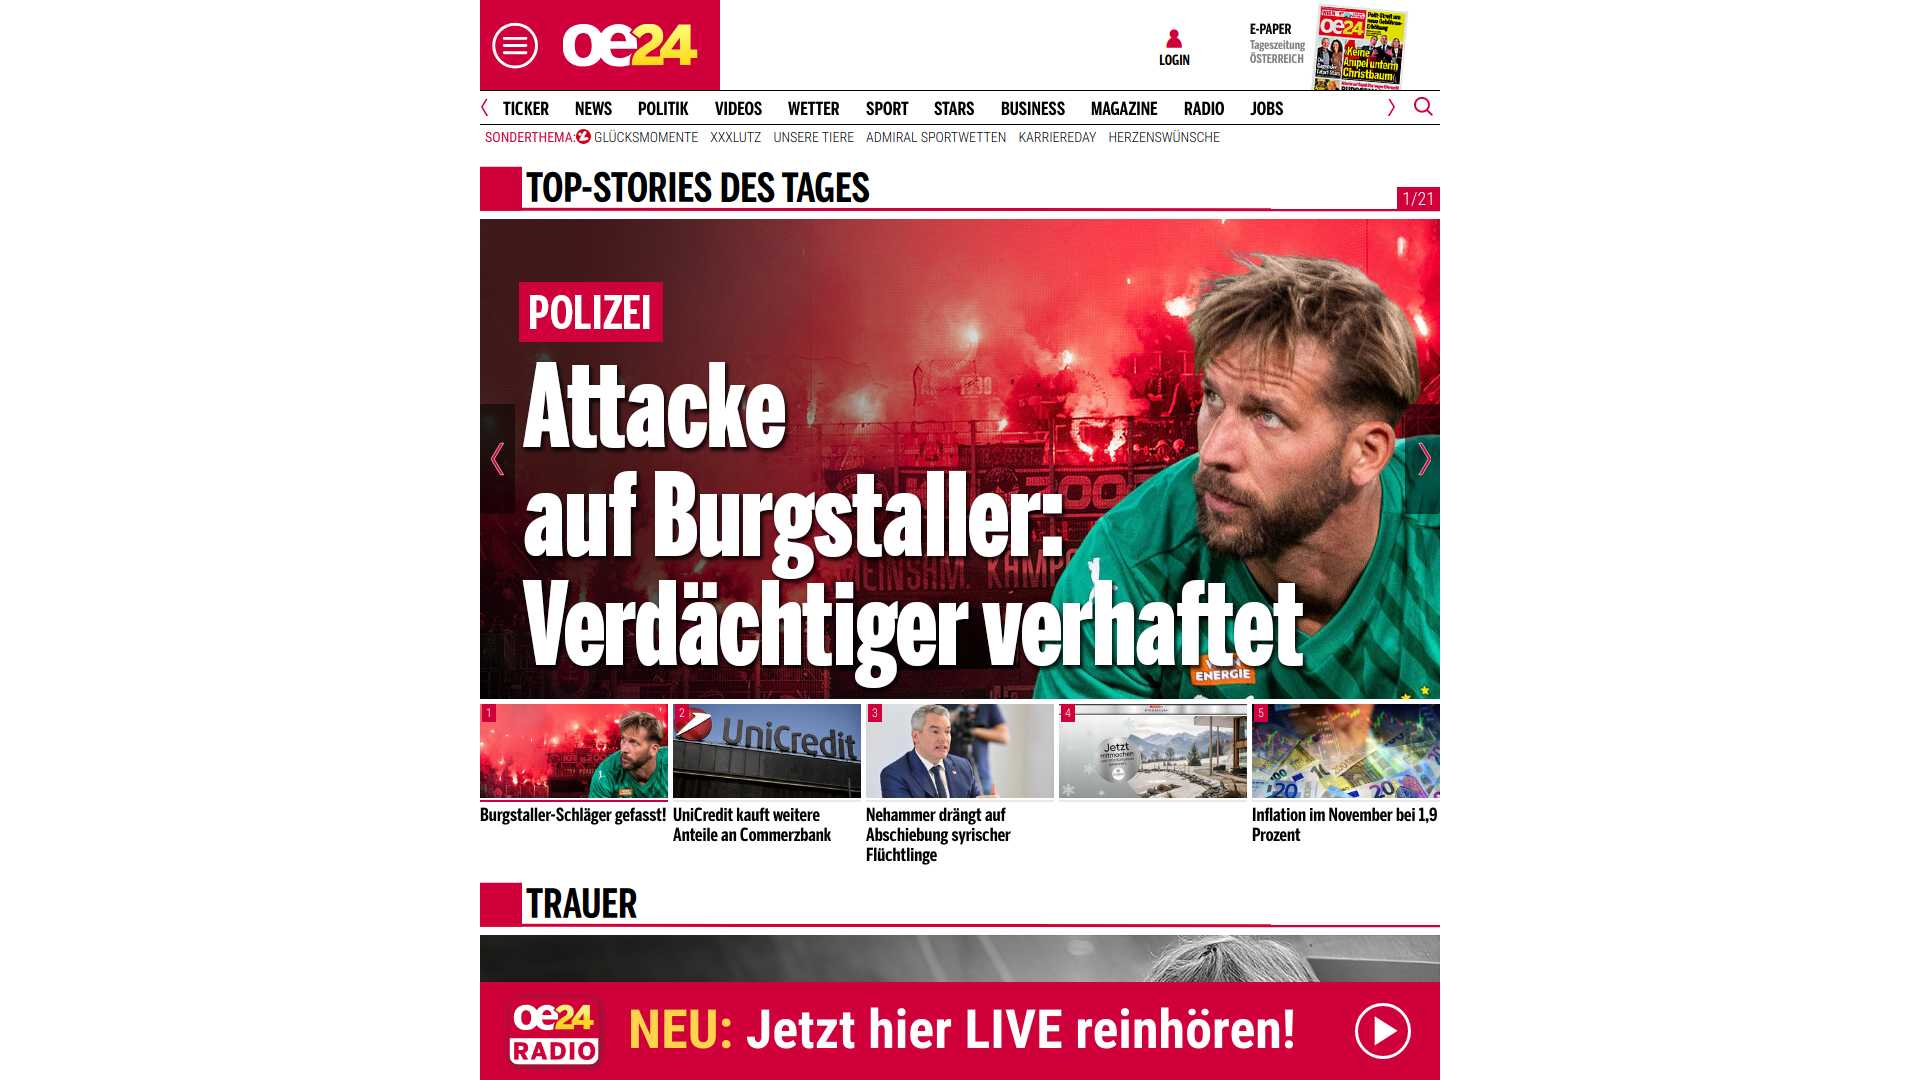 oe24
LOGIN
E-PAPER
Tageszeitung
ÖSTERREICH
oe24
Keine
Ampel unterm
Christbaum
TICKER NEWS POLITIK VIDEOS WETTER SPORT STARS BUSINESS MAGAZINE RADIO JOBS
SONDERTHEMA: GLÜCKSMOMENTE XXXLUTZ UNSERE TIERE ADMIRAL SPORTWETTEN KARRIEREDAY HERZENSWÜNSCHE
TOP-STORIES DES TAGES
1/21
POLIZEI
Attacke
auf Burgstaller:
Verdächtiger verhaftet
ENERGIE
1
2
UniCredit
3
4
Jetzt
mitmachen
5
Burgstaller-Schläger gefasst!
UniCredit kauft weitere
Anteile an Commerzbank
Nehammer drängt auf
Abschiebung syrischer
Flüchtlinge
Inflation im November bei 1,9
Prozent
TRAUER
oe24
RADIO
NEU: Jetzt hier LIVE reinhören!